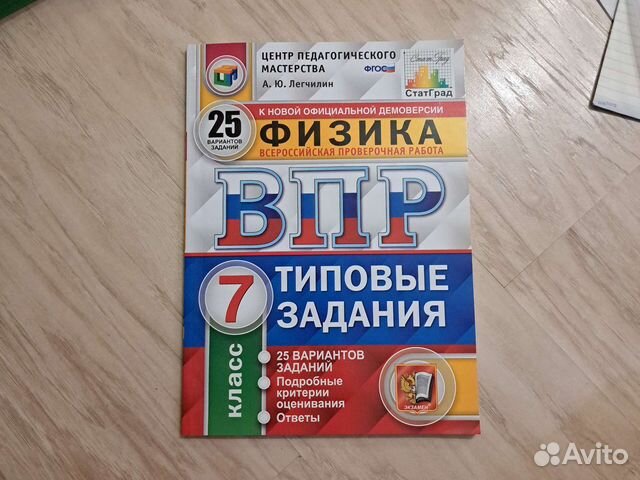 ЦЕНТР ПЕДАГОГИЧЕСКОГО
МАСТЕРСТВА
А. Ю. Легчилин
ФГОС
СтатГрад
СтатГрад
К НОВОЙ ОФИЦИАЛЬНОЙ ДЕМОВЕРСИИ
25
ВАРИАНТОВ
ЗАДАНИЙ
ФИЗИКА
ВСЕРОССИЙСКАЯ ПРОВЕРОЧНАЯ РАБОТА
ВПР
7
класс
ТИПОВЫЕ
ЗАДАНИЯ
25 ВАРИАНТОВ
ЗАДАНИЙ
Подробные
критерии
оценивания
Ответы
ЭКЗАМЕН
Avito